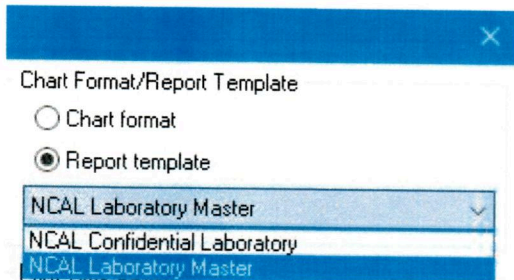 Chart Format/Report Template
Chart format
Report template
NCAL Laboratory Master
NCAL Confidential Laboratory
NCAL Laboratory Master